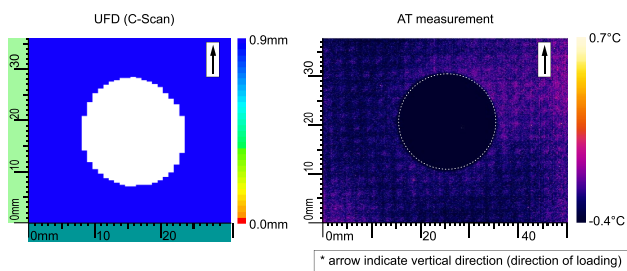 UFD (C-Scan)
AT measurement
0.9mm
0.0mm
30
20
10
0mm
0mm
10
20
0.7°C
-0.4°C
30
20
10
0mm
0mm
20
40
* arrow indicate vertical direction (direction of loading)